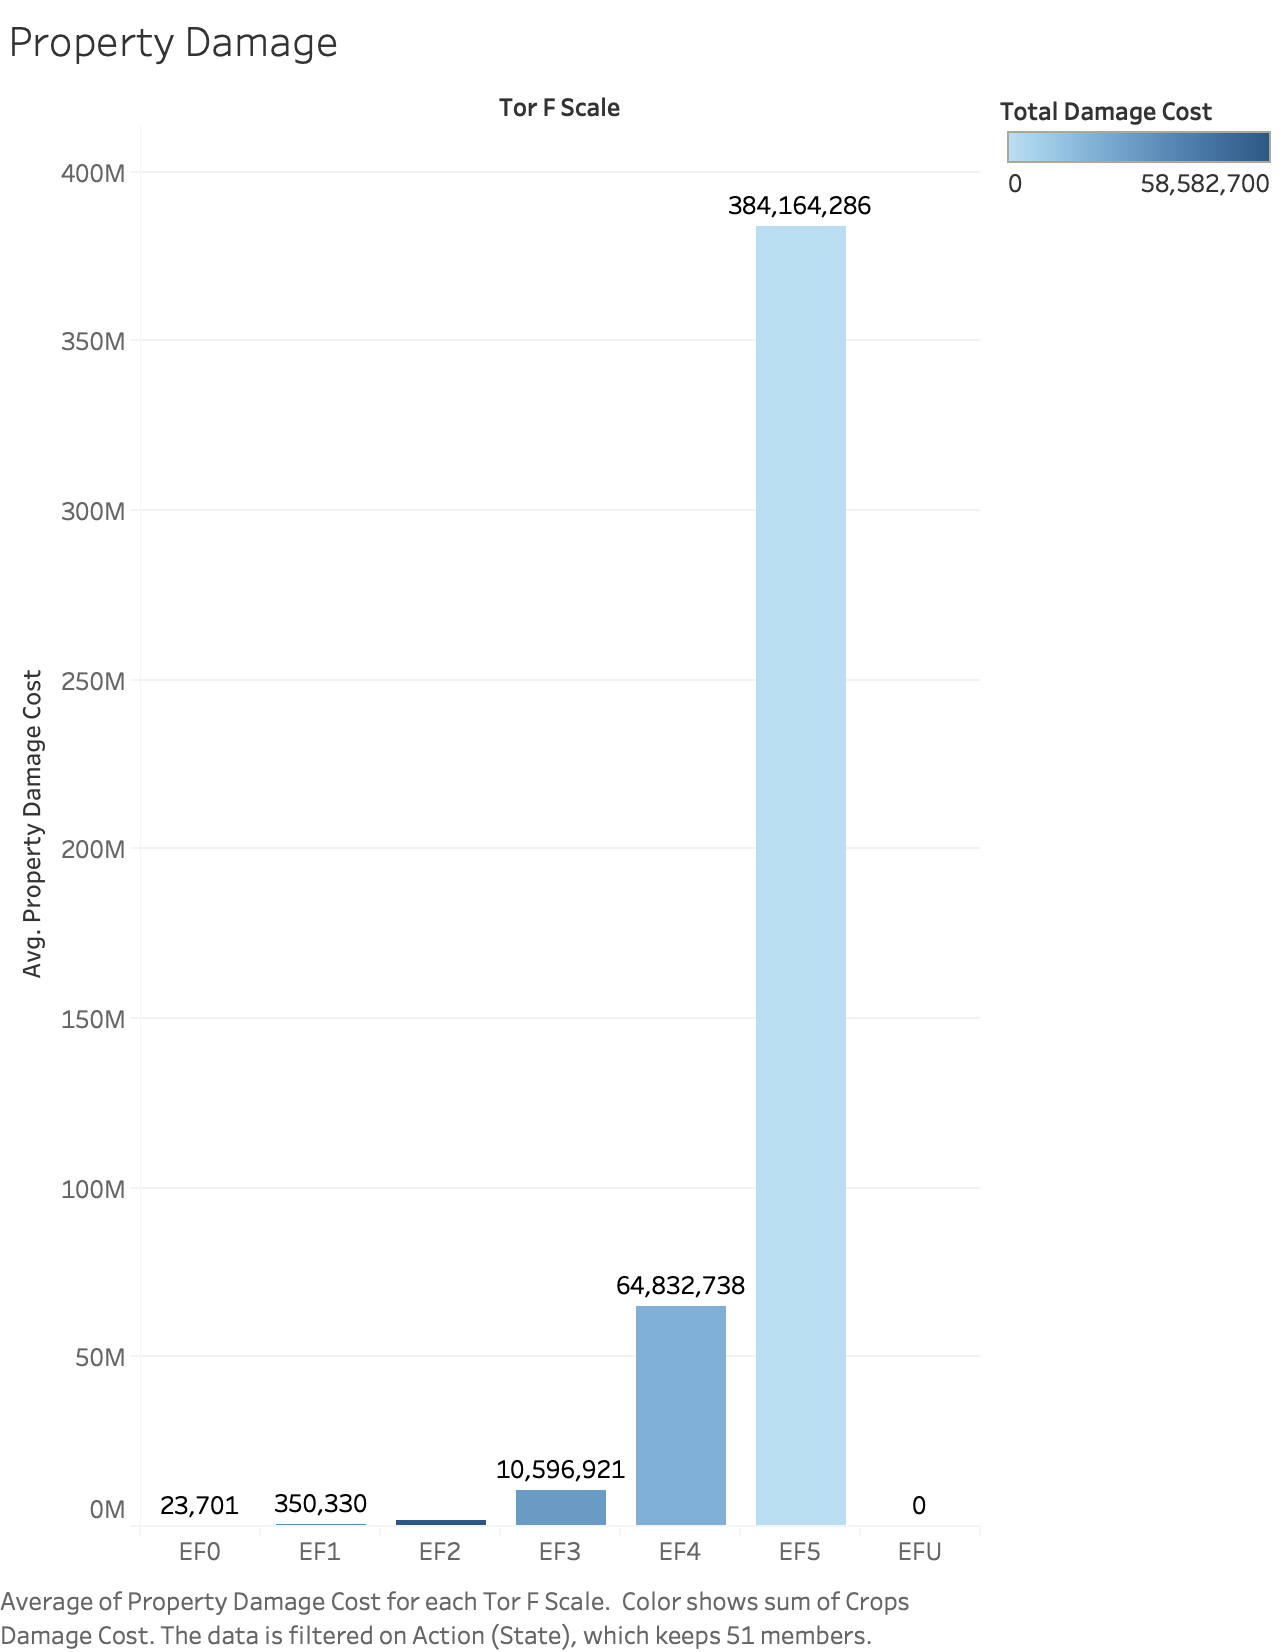 Property Damage
Tor F Scale
Total Damage Cost
0 58,582,700
400M
384,164,286
350M
300M
250M
200M
150M
100M
50M
0M
Avg. Property Damage Cost
64,832,738
10,596,921
23,701 350,330 0
EF0 EF1 EF2 EF3 EF4 EF5 EFU
Average of Property Damage Cost for each Tor F Scale.  Color shows sum of Crops
Damage Cost. The data is filtered on Action (State), which keeps 51 members.